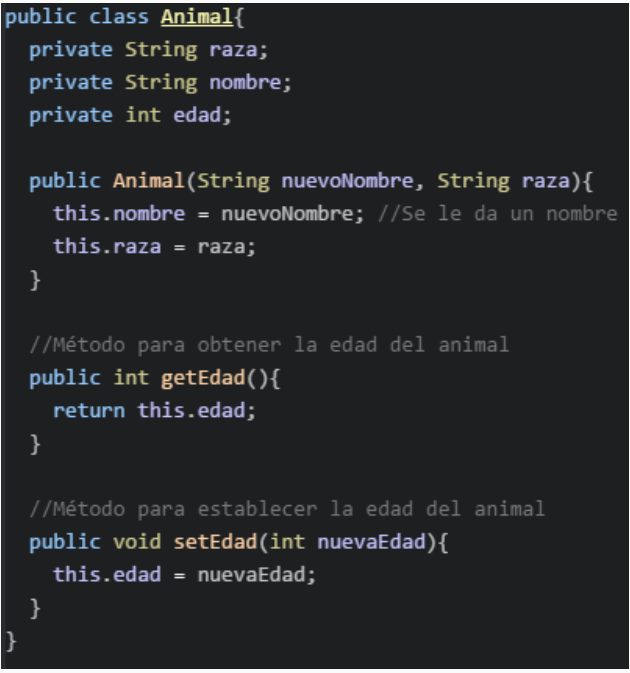 public class Animal{
  private String raza;
  private String nombre;
  private int edad;

  public Animal(String nuevoNombre, String raza){
    this.nombre = nuevoNombre; //Se le da un nombre
    this.raza = raza;
  }

  //Método para obtener la edad del animal
  public int getEdad(){
    return this.edad;
  }

  //Método para establecer la edad del animal
  public void setEdad(int nuevaEdad){
    this.edad = nuevaEdad;
  }
}